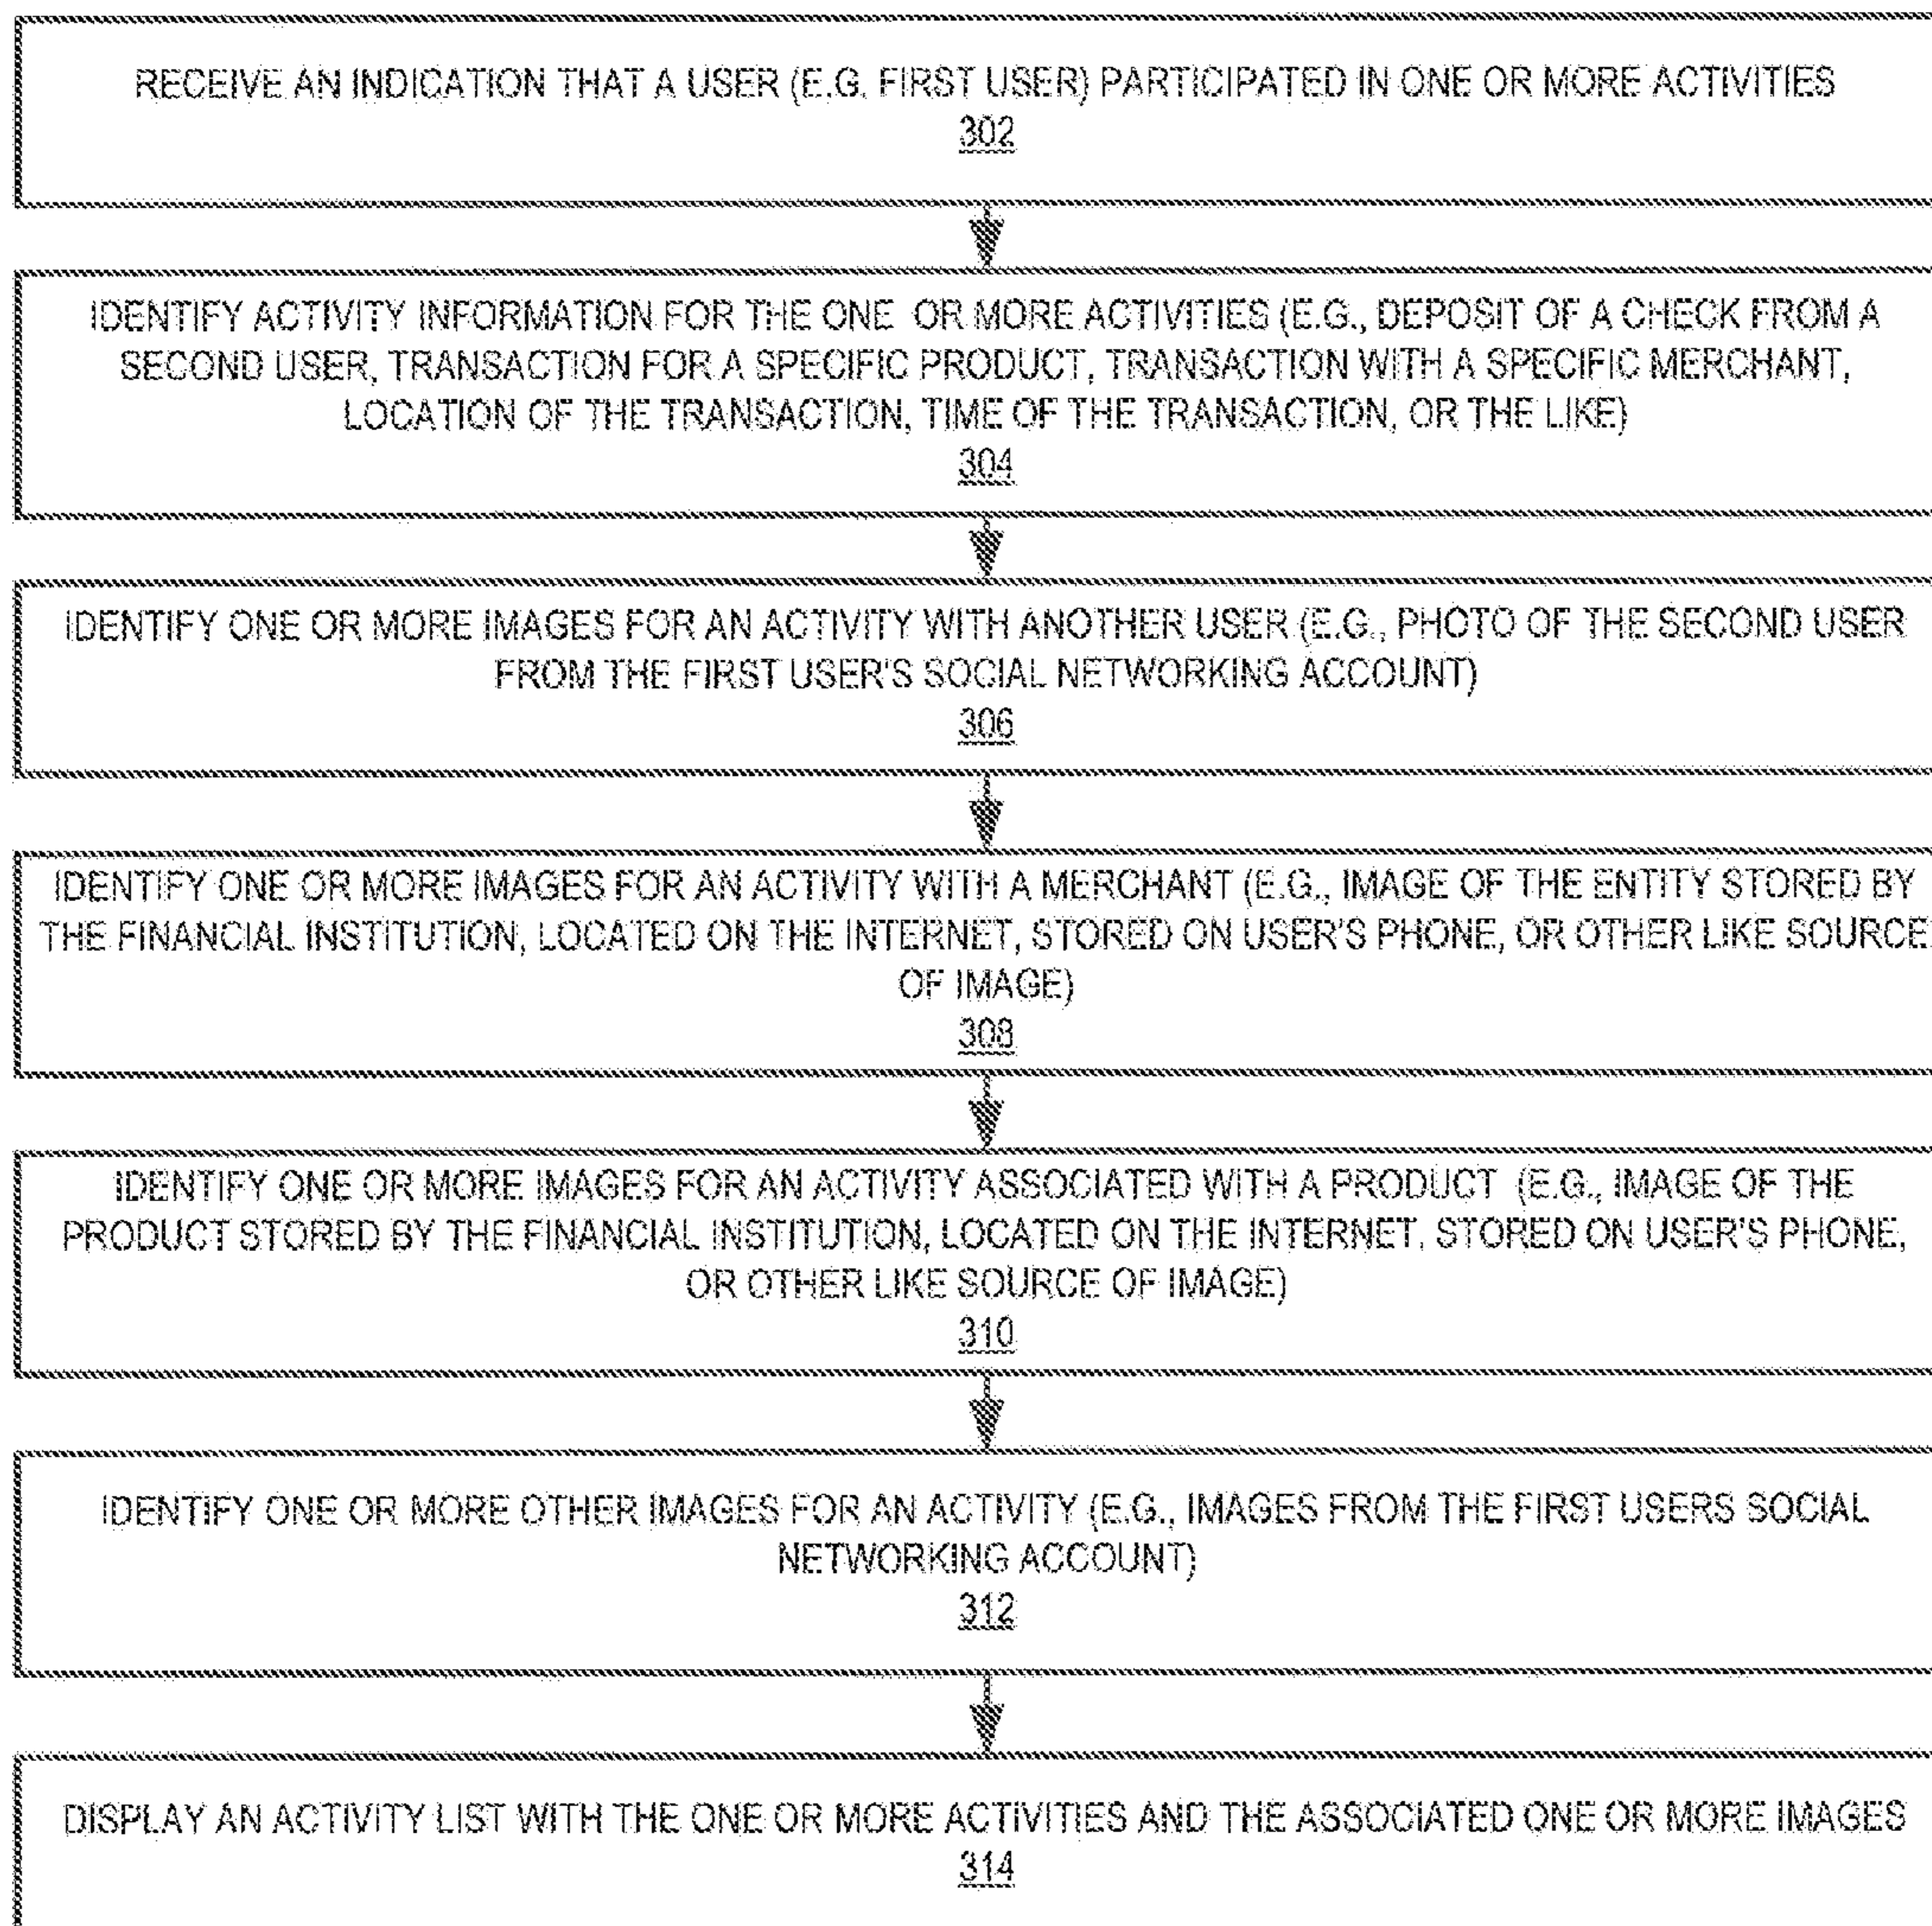 RECEIVE AN INDICATION THAT A USER (E.G. FIRST USER) PARTICIPATED IN ONE OR MORE ACTIVITIES
302
IDENTIFY ACTIVITY INFORMATION FOR THE ONE OR MORE ACTIVITIES (E.G., DEPOSIT OF A CHECK FROM A
SECOND USER, TRANSACTION FOR A SPECIFIC PRODUCT, TRANSACTION WITH A SPECIFIC MERCHANT,
LOCATION OF THE TRANSACTION, TIME OF THE TRANSACTION, OR THE LIKE)
304
IDENTIFY ONE OR MORE IMAGES FOR AN ACTIVITY WITH ANOTHER USER (E.G., PHOTO OF THE SECOND USER
FROM THE FIRST USER'S SOCIAL NETWORKING ACCOUNT)
306
IDENTIFY ONE OR MORE IMAGES FOR AN ACTIVITY WITH A MERCHANT (E.G., IMAGE OF THE ENTITY STORED BY
THE FINANCIAL INSTITUTION, LOCATED ON THE INTERNET, STORED ON USER'S PHONE, OR OTHER LIKE SOURCE
OF IMAGE)
308
IDENTIFY ONE OR MORE IMAGES FOR AN ACTIVITY ASSOCIATED WITH A PRODUCT (E.G., IMAGE OF THE
PRODUCT STORED BY THE FINANCIAL INSTITUTION, LOCATED ON THE INTERNET, STORED ON USER'S PHONE,
OR OTHER LIKE SOURCE OF IMAGE)
310
IDENTIFY ONE OR MORE OTHER IMAGES FOR AN ACTIVITY (E.G., IMAGES FROM THE FIRST USERS SOCIAL
NETWORKING ACCOUNT)
312
DISPLAY AN ACTIVITY LIST WITH THE ONE OR MORE ACTIVITIES AND THE ASSOCIATED ONE OR MORE IMAGES
314